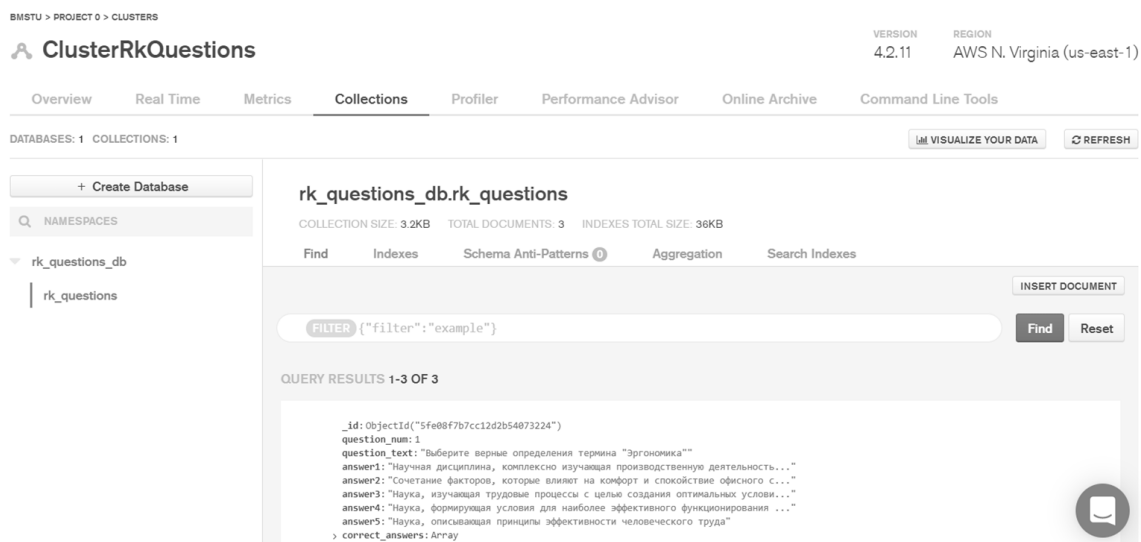 BMSTU > PROJECT 0 > CLUSTERS
ClusterRkQuestions
VERSION
4.2.11
REGION
AWS N. Virginia (us-east-1)
Overview Real Time Metrics Collections Profiler Performance Advisor Online Archive Command Line Tools
DATABASES: 1 COLLECTIONS: 1
VISUALIZE YOUR DATA REFRESH
+ Create Database
NAMESPACES
rk_questions_db
rk_questions
rk_questions_db.rk_questions
COLLECTION SIZE: 3.2KB TOTAL DOCUMENTS: 3 INDEXES TOTAL SIZE: 36KB
Find Indexes Schema Anti-Patterns 0 Aggregation Search Indexes
INSERT DOCUMENT
FILTER {"filter":"example"}
Find Reset
QUERY RESULTS 1-3 OF 3
_id: ObjectId("5fe08f7b7cc12d2b54073224")
question_num: 1
question_text: "Выберите верные определения термина "Эргономика""
answer1: "Научная дисциплина, комплексно изучающая производственную деятельность..."
answer2: "Сочетание факторов, которые влияют на комфорт и спокойствие офисного с..."
answer3: "Наука, изучающая трудовые процессы с целью создания оптимальных услови..."
answer4: "Наука, формирующая условия для наиболее эффективного функционирования ..."
answer5: "Наука, описывающая принципы эффективности человеческого труда"
> correct_answers: Array